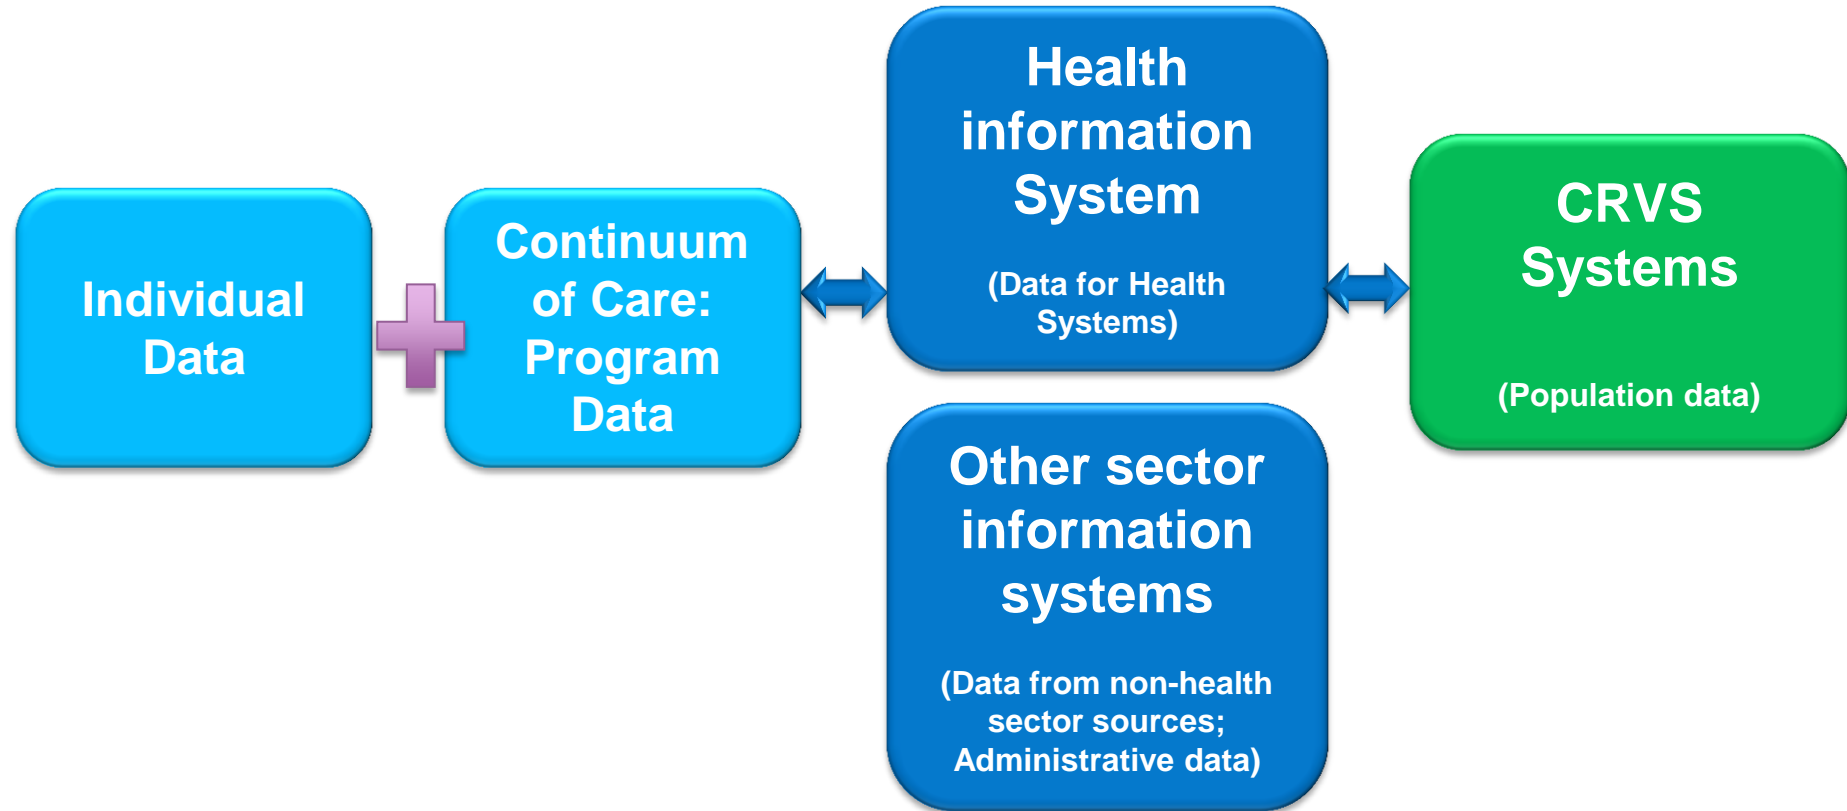 Individual
Data
Continuum
of Care:
Program
Data
Health
information
System
(Data for Health
Systems)
Other sector
information
systems
(Data from non-health
sector sources;
Administrative data)
CRVS
Systems
(Population data)